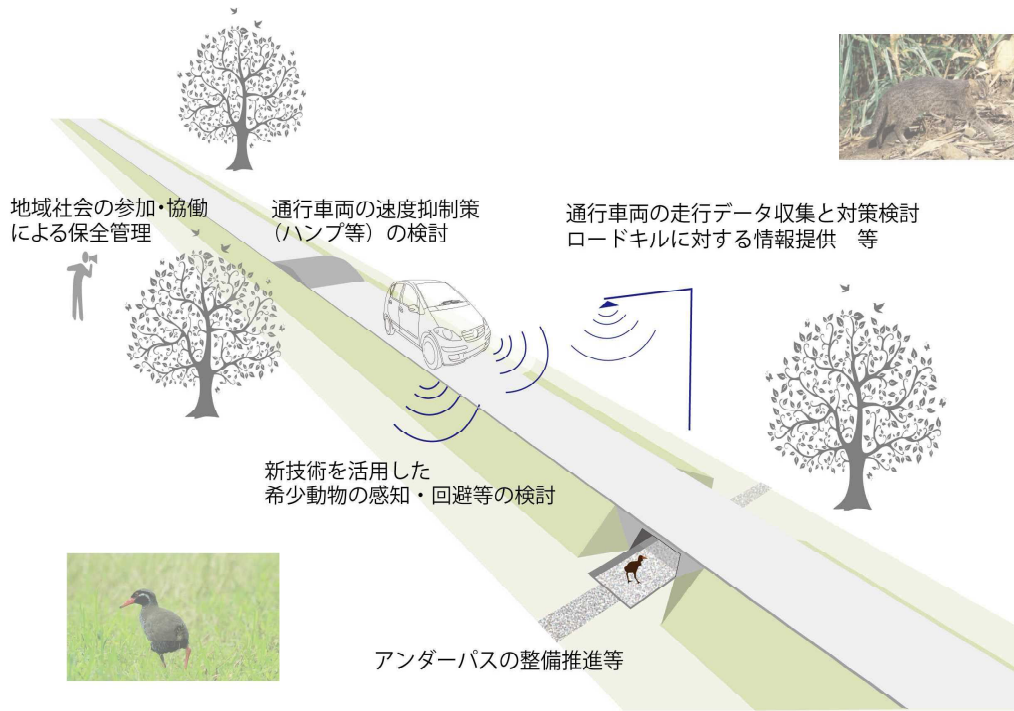 地域社会の参加・協働
による保全管理
通行車両の速度抑制策
（ハンプ等）の検討
通行車両の走行データ収集と対策検討
ロードキルに対する情報提供　等
新技術を活用した
希少動物の感知・回避等の検討
アンダーパスの整備推進等